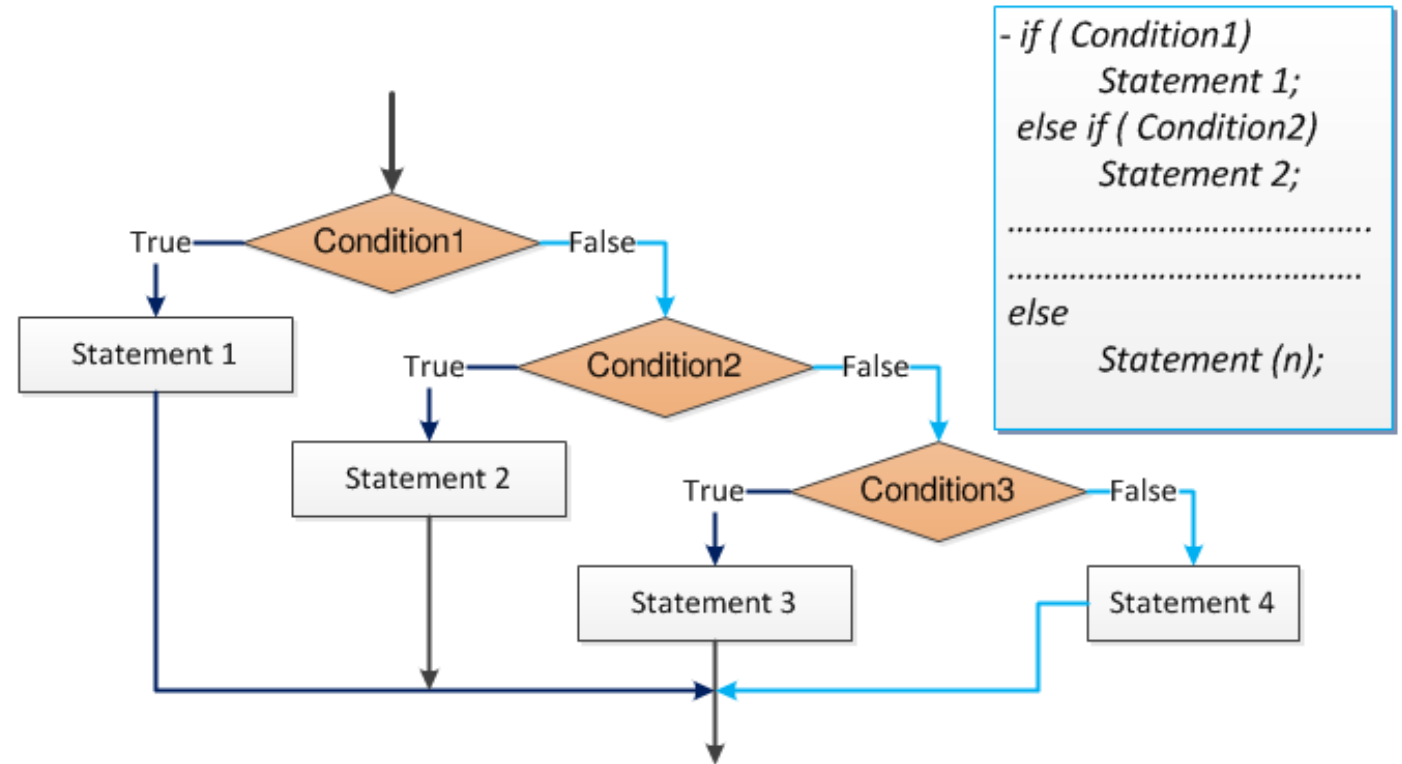 - if ( Condition1)
Statement 1;
else if ( Condition2)
Statement 2;
..........................................
.........................................
else
Statement (n);
True
Condition1
False
Statement 1
True
Condition2
False
Statement 2
True
Condition3
False
Statement 3
Statement 4